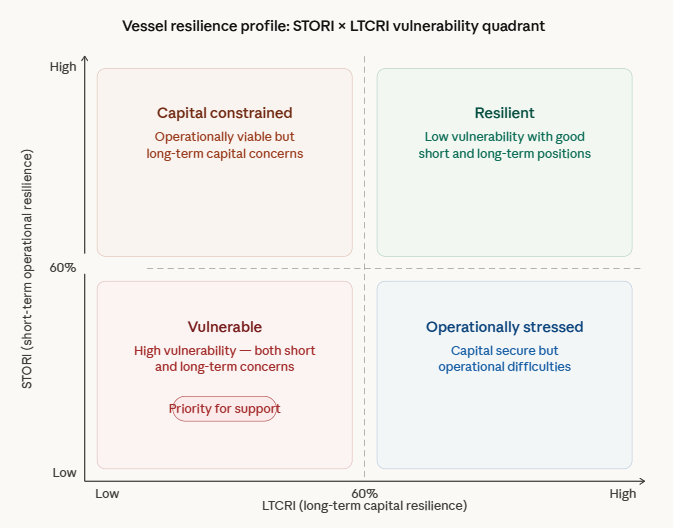 Vessel resilience profile: STORI × LTCRI vulnerability quadrant
High
Capital constrained
Operationally viable but
long-term capital concerns
Resilient
Low vulnerability with good
short and long-term positions
STORI (short-term operational resilience)
60%
Vulnerable
High vulnerability — both short
and long-term concerns
Priority for support
Operationally stressed
Capital secure but
operational difficulties
Low
Low
60%
High
LTCRI (long-term capital resilience)